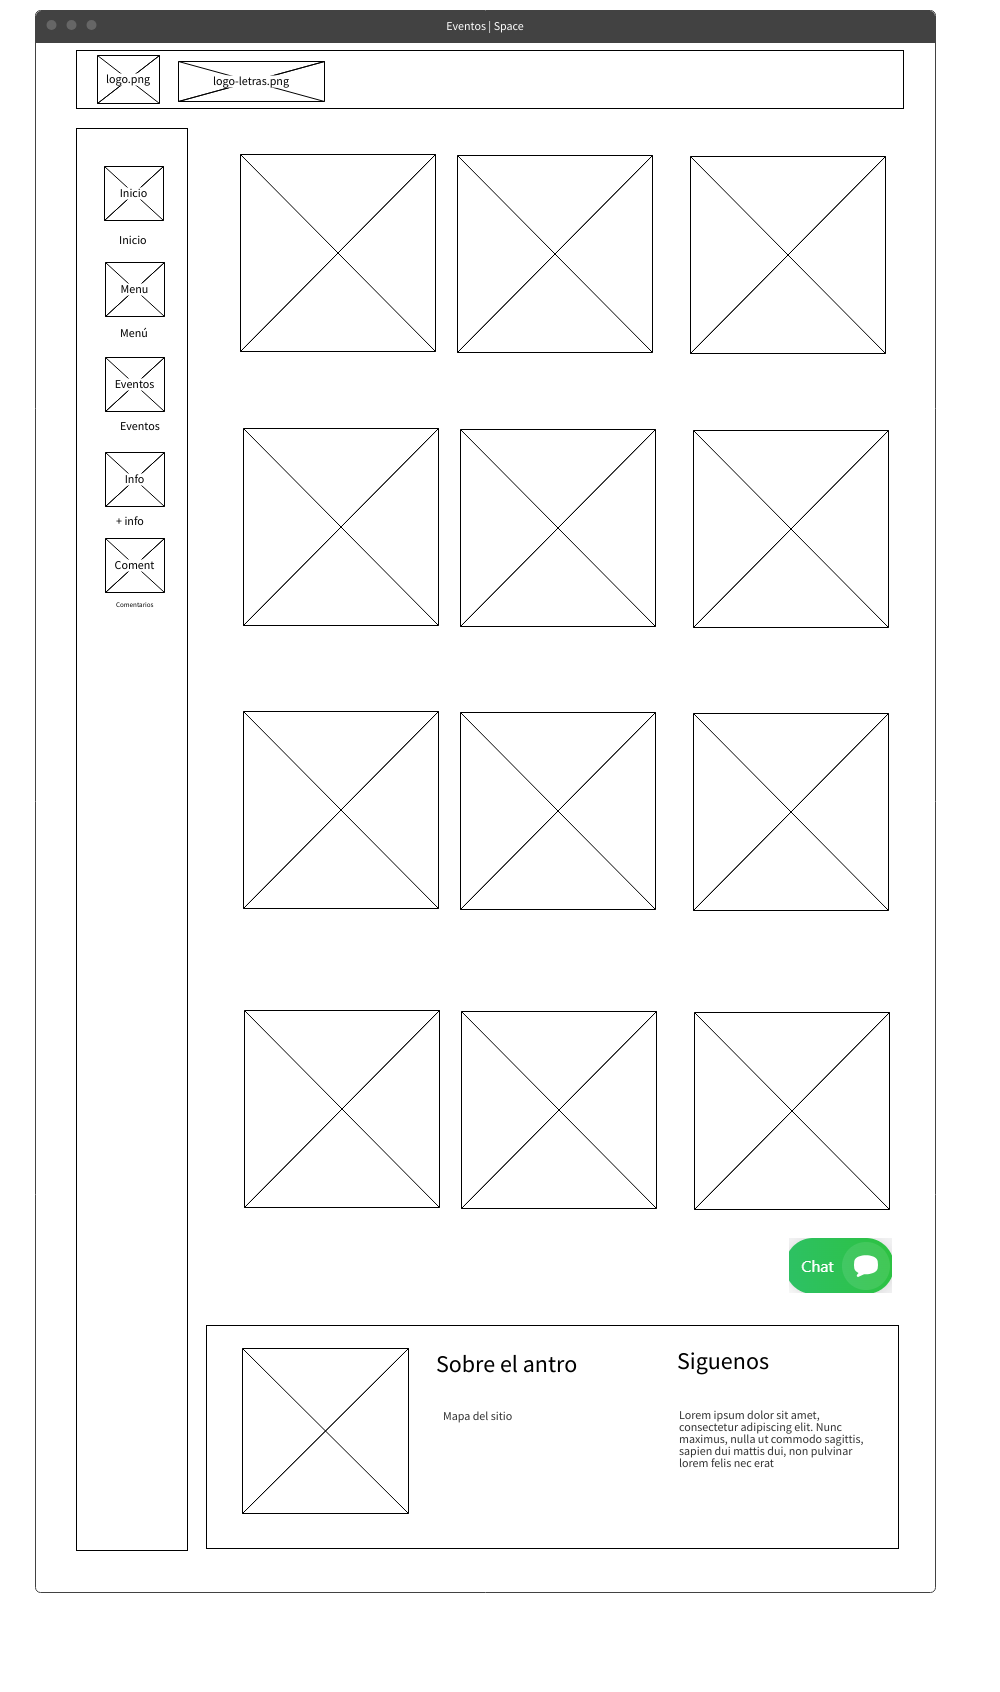 Eventos | Space
logo.png
logo-letras.png
Inicio
Inicio
Menu
Menú
Eventos
Eventos
Info
+ info
Coment
Comentarios
Chat
Sobre el antro
Mapa del sitio
Siguenos
Lorem ipsum dolor sit amet,
consectetur adipiscing elit. Nunc
maximus, nulla ut commodo sagittis,
sapien dui mattis dui, non pulvinar
lorem felis nec erat